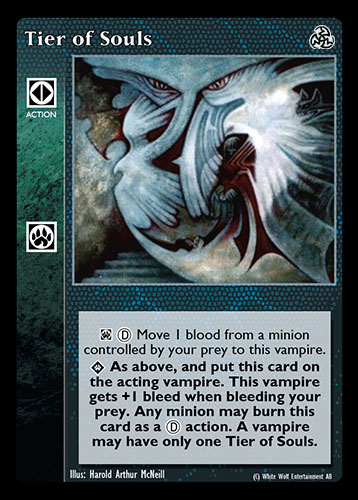 Tier of Souls
ACTION
D Move 1 blood from a minion
controlled by your prey to this vampire.
As above, and put this card on
the acting vampire. This vampire
gets +1 bleed when bleeding your
prey. Any minion may burn this
card as a D action. A vampire
may have only one Tier of Souls.
Illus: Harold Arthur McNeill
(C) White Wolf Entertainment AB